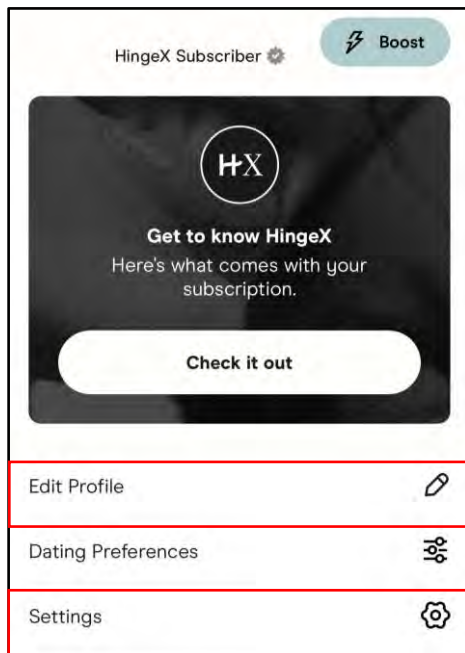 HingeX Subscriber
Boost
HX
Get to know HingeX
Here's what comes with your
subscription.
Check it out
Edit Profile
Dating Preferences
Settings